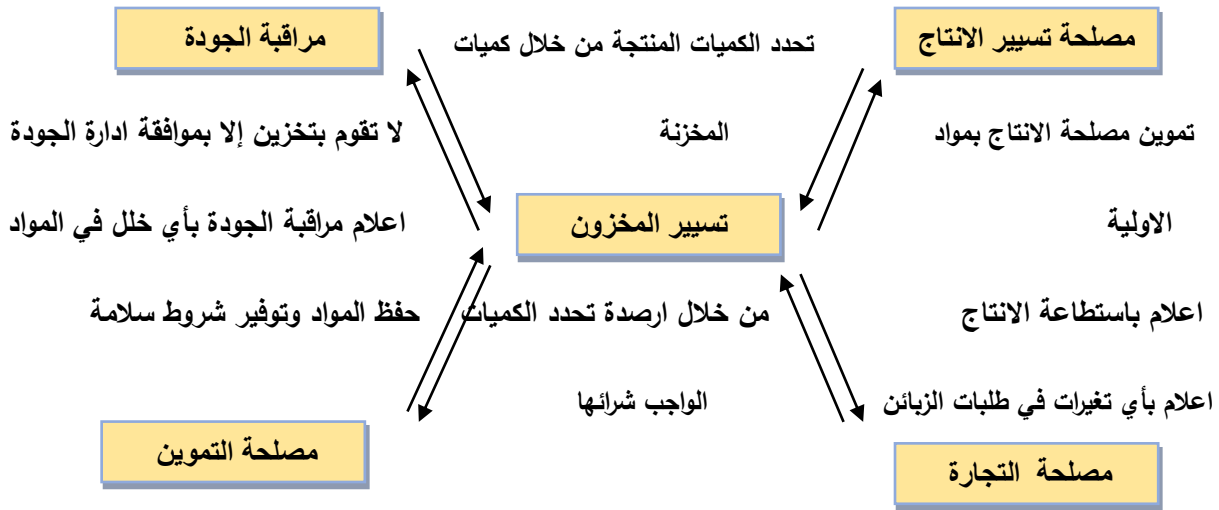 مصلحة تسيير الانتاج
مراقبة الجودة
تحدد الكميات المنتجة من خلال كميات
المخزنة
تموين مصلحة الانتاج بمواد
الاولية
لا تقوم بتخزين إلا بموافقة ادارة الجودة
اعلام مراقبة الجودة بأي خلل في المواد
تسيير المخزون
اعلام باستطاعة الانتاج
اعلام بأي تغيرات في طلبات الزبائن
من خلال ارصدة تحدد الكميات
الواجب شرائها
حفظ المواد وتوفير شروط سلامة
مصلحة التجارة
مصلحة التموين